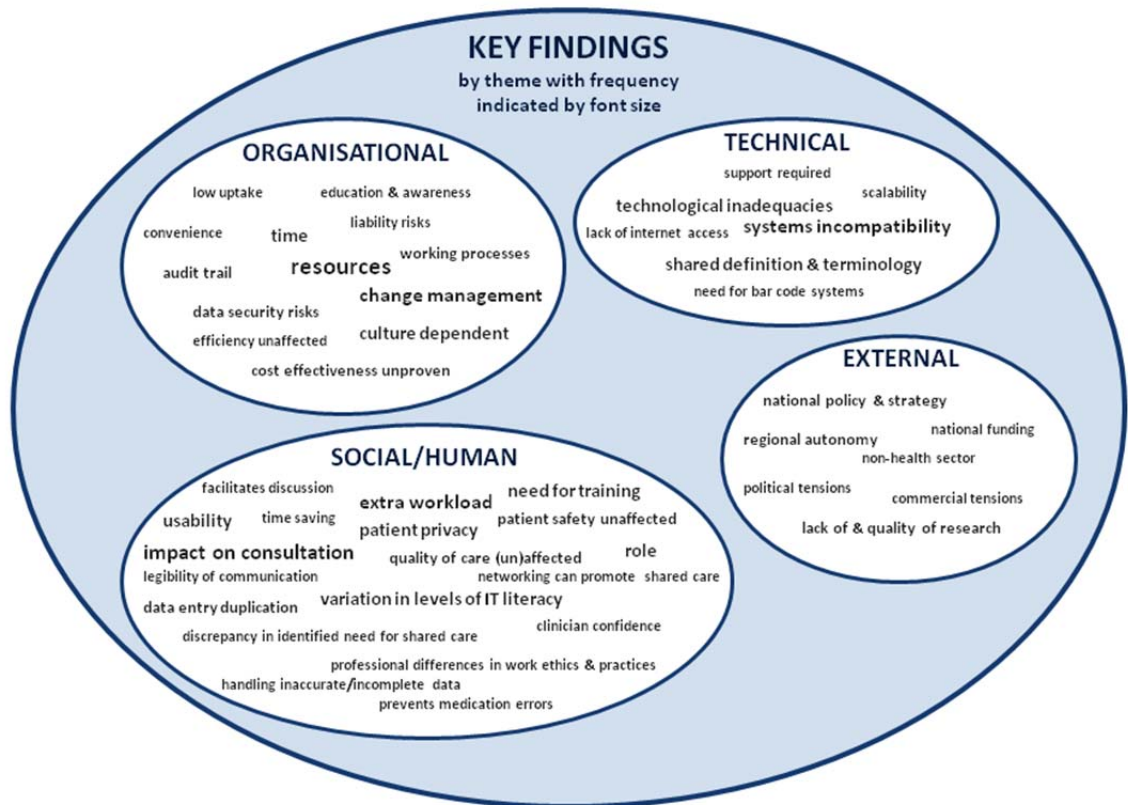 KEY FINDINGS
by theme with frequency
indicated by font size
ORGANISATIONAL
low uptake
education & awareness
liability risks
convenience
time
working processes
audit trail
resources
change management
data security risks
culture dependent
efficiency unaffected
cost effectiveness unproven
TECHNICAL
support required
scalability
technological inadequacies
lack of internet access
systems incompatibility
shared definition & terminology
need for bar code systems
EXTERNAL
national policy & strategy
national funding
regional autonomy
non-health sector
political tensions
commercial tensions
lack of & quality of research
SOCIAL/HUMAN
facilitates discussion
extra workload
need for training
usability
time saving
patient privacy
patient safety unaffected
impact on consultation
quality of care (un)affected
role
legibility of communication
networking can promote shared care
data entry duplication
variation in levels of IT literacy
clinician confidence
discrepancy in identified need for shared care
professional differences in work ethics & practices
handling inaccurate/incomplete data
prevents medication errors